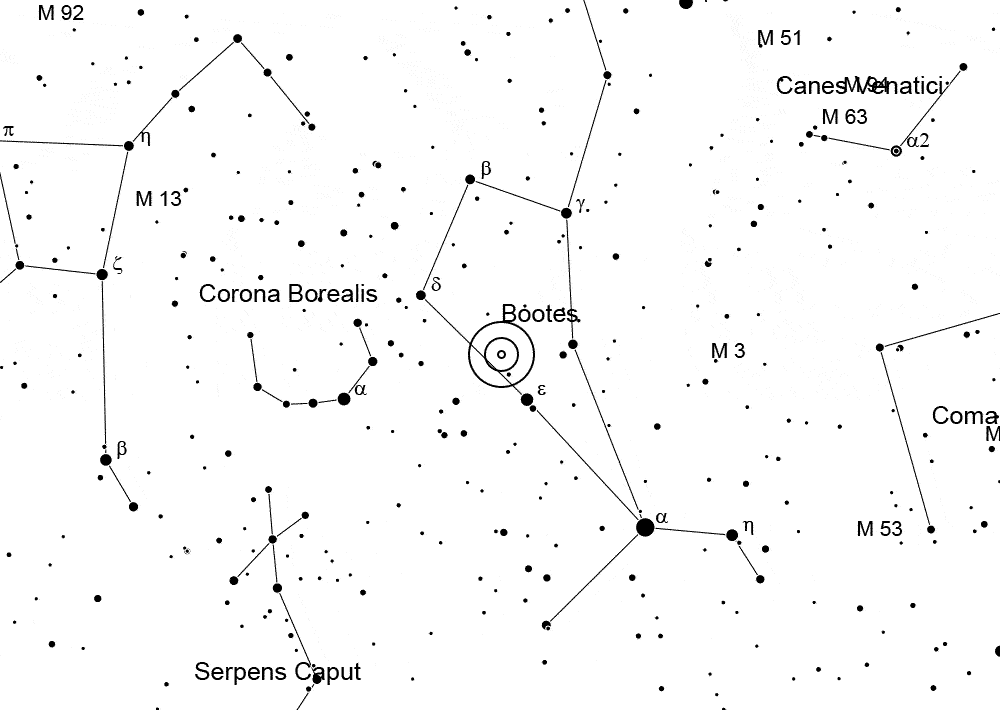 M 92
M 51
Canes Venatici
M 94
M 63
α2
π
η
β
M 13
γ
ζ
δ
Corona Borealis
Bootes
M 3
α
ε
Coma
M
β
α
η
M 53
Serpens Caput